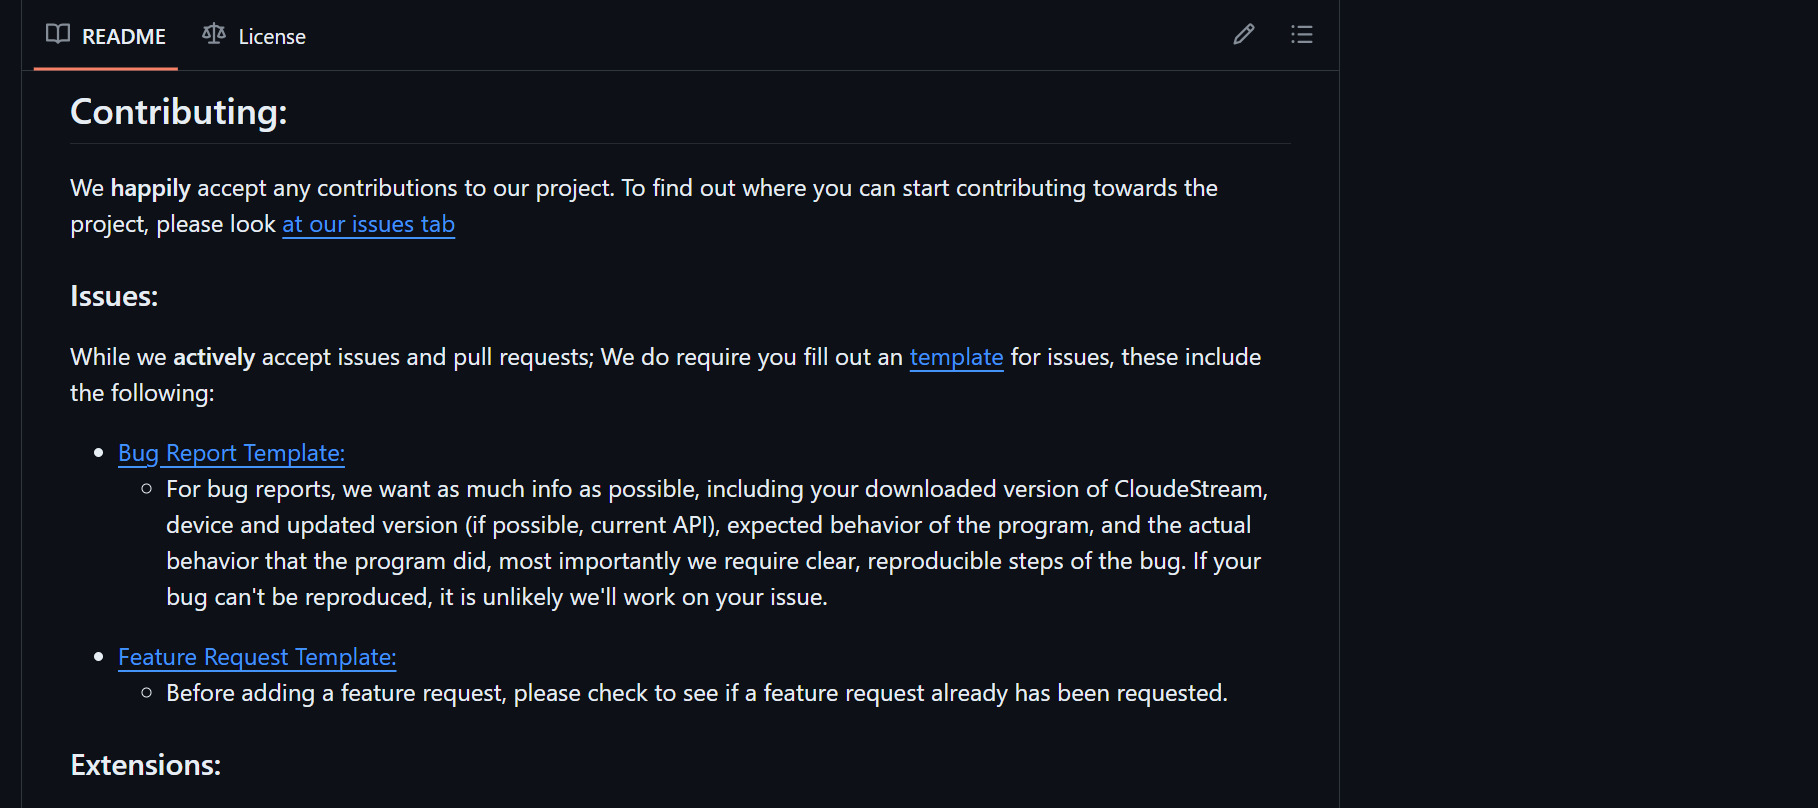 README License
Contributing:
We happily accept any contributions to our project. To find out where you can start contributing towards the
project, please look at our issues tab
Issues:
While we actively accept issues and pull requests; We do require you fill out an template for issues, these include
the following:
Bug Report Template:
For bug reports, we want as much info as possible, including your downloaded version of CloudeStream,
device and updated version (if possible, current API), expected behavior of the program, and the actual
behavior that the program did, most importantly we require clear, reproducible steps of the bug. If your
bug can't be reproduced, it is unlikely we'll work on your issue.
Feature Request Template:
Before adding a feature request, please check to see if a feature request already has been requested.
Extensions: